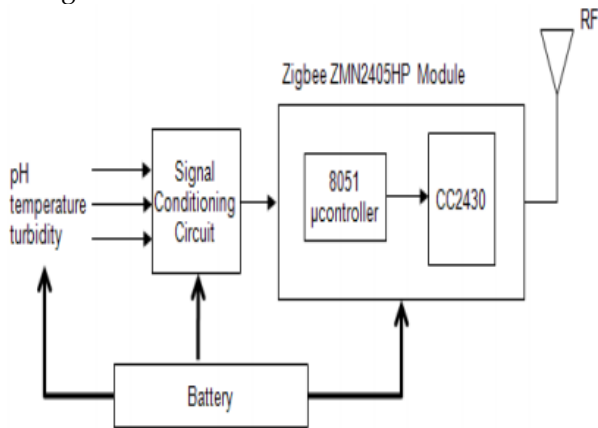 RF
Zigbee ZMN2405HP Module
pH
temperature
turbidity
Signal
Conditioning
Circuit
8051
µcontroller
CC2430
Battery